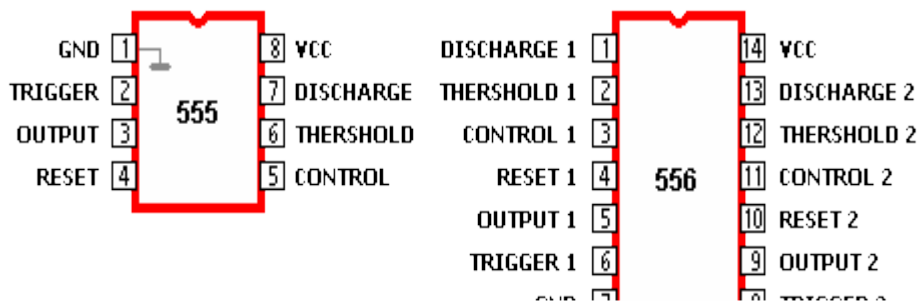 GND 1 8 VCC
TRIGGER 2 7 DISCHARGE
555
OUTPUT 3 6 THERSHOLD
RESET 4 5 CONTROL
DISCHARGE 1 1 14 VCC
THERSHOLD 1 2 13 DISCHARGE 2
CONTROL 1 3 12 THERSHOLD 2
RESET 1 4 556 11 CONTROL 2
OUTPUT 1 5 10 RESET 2
TRIGGER 1 6 9 OUTPUT 2